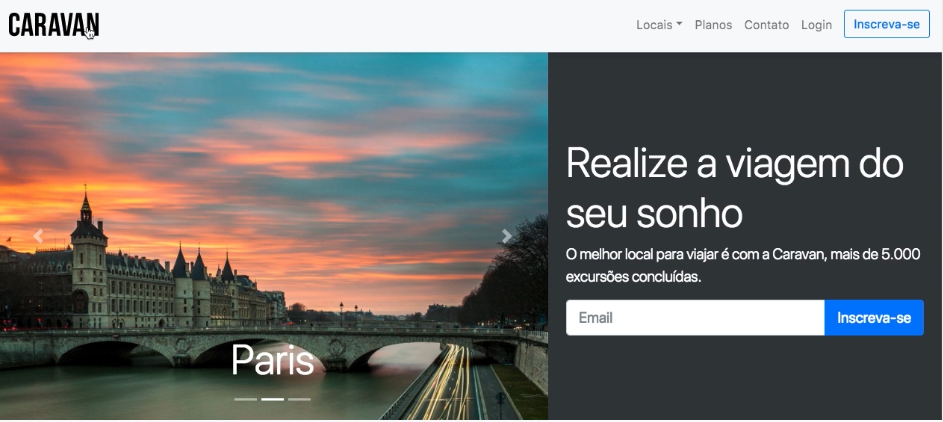 CARAVAN
Locais Planos Contato Login Inscreva-se
Realize a viagem do
seu sonho
O melhor local para viajar é com a Caravan, mais de 5.000
excursões concluídas.
Email Inscreva-se
Paris